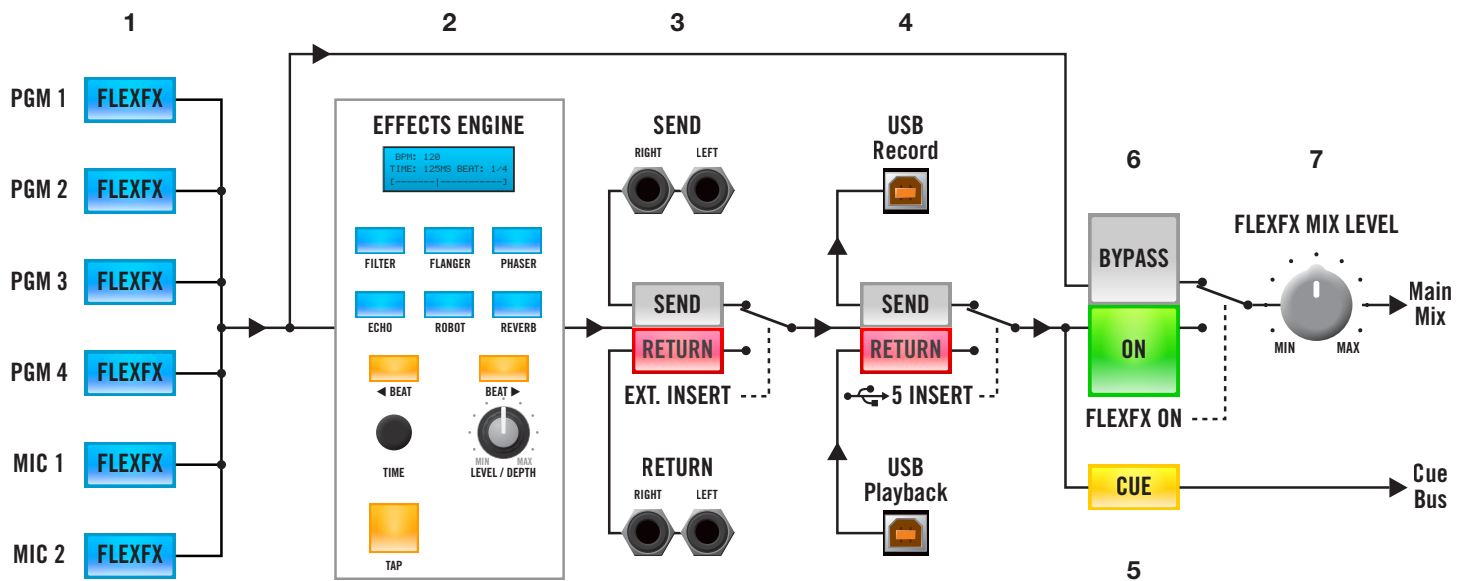 1
2
3
4
PGM 1 FLEXFX
PGM 2 FLEXFX
PGM 3 FLEXFX
PGM 4 FLEXFX
MIC 1 FLEXFX
MIC 2 FLEXFX
EFFECTS ENGINE
BPM: 120
TIME: 125MS BEAT: 1/4
[-------|-----------]
FILTER FLANGER PHASER
ECHO ROBOT REVERB
◄ BEAT BEAT ►
TIME
MIN MAX
LEVEL / DEPTH
TAP
SEND
RIGHT LEFT
SEND
RETURN
EXT. INSERT
RETURN
RIGHT LEFT
USB
Record
SEND
RETURN
5 INSERT
USB
Playback
6
BYPASS
ON
FLEXFX ON
CUE
5
7
FLEXFX MIX LEVEL
MIN MAX
Main
Mix
Cue
Bus